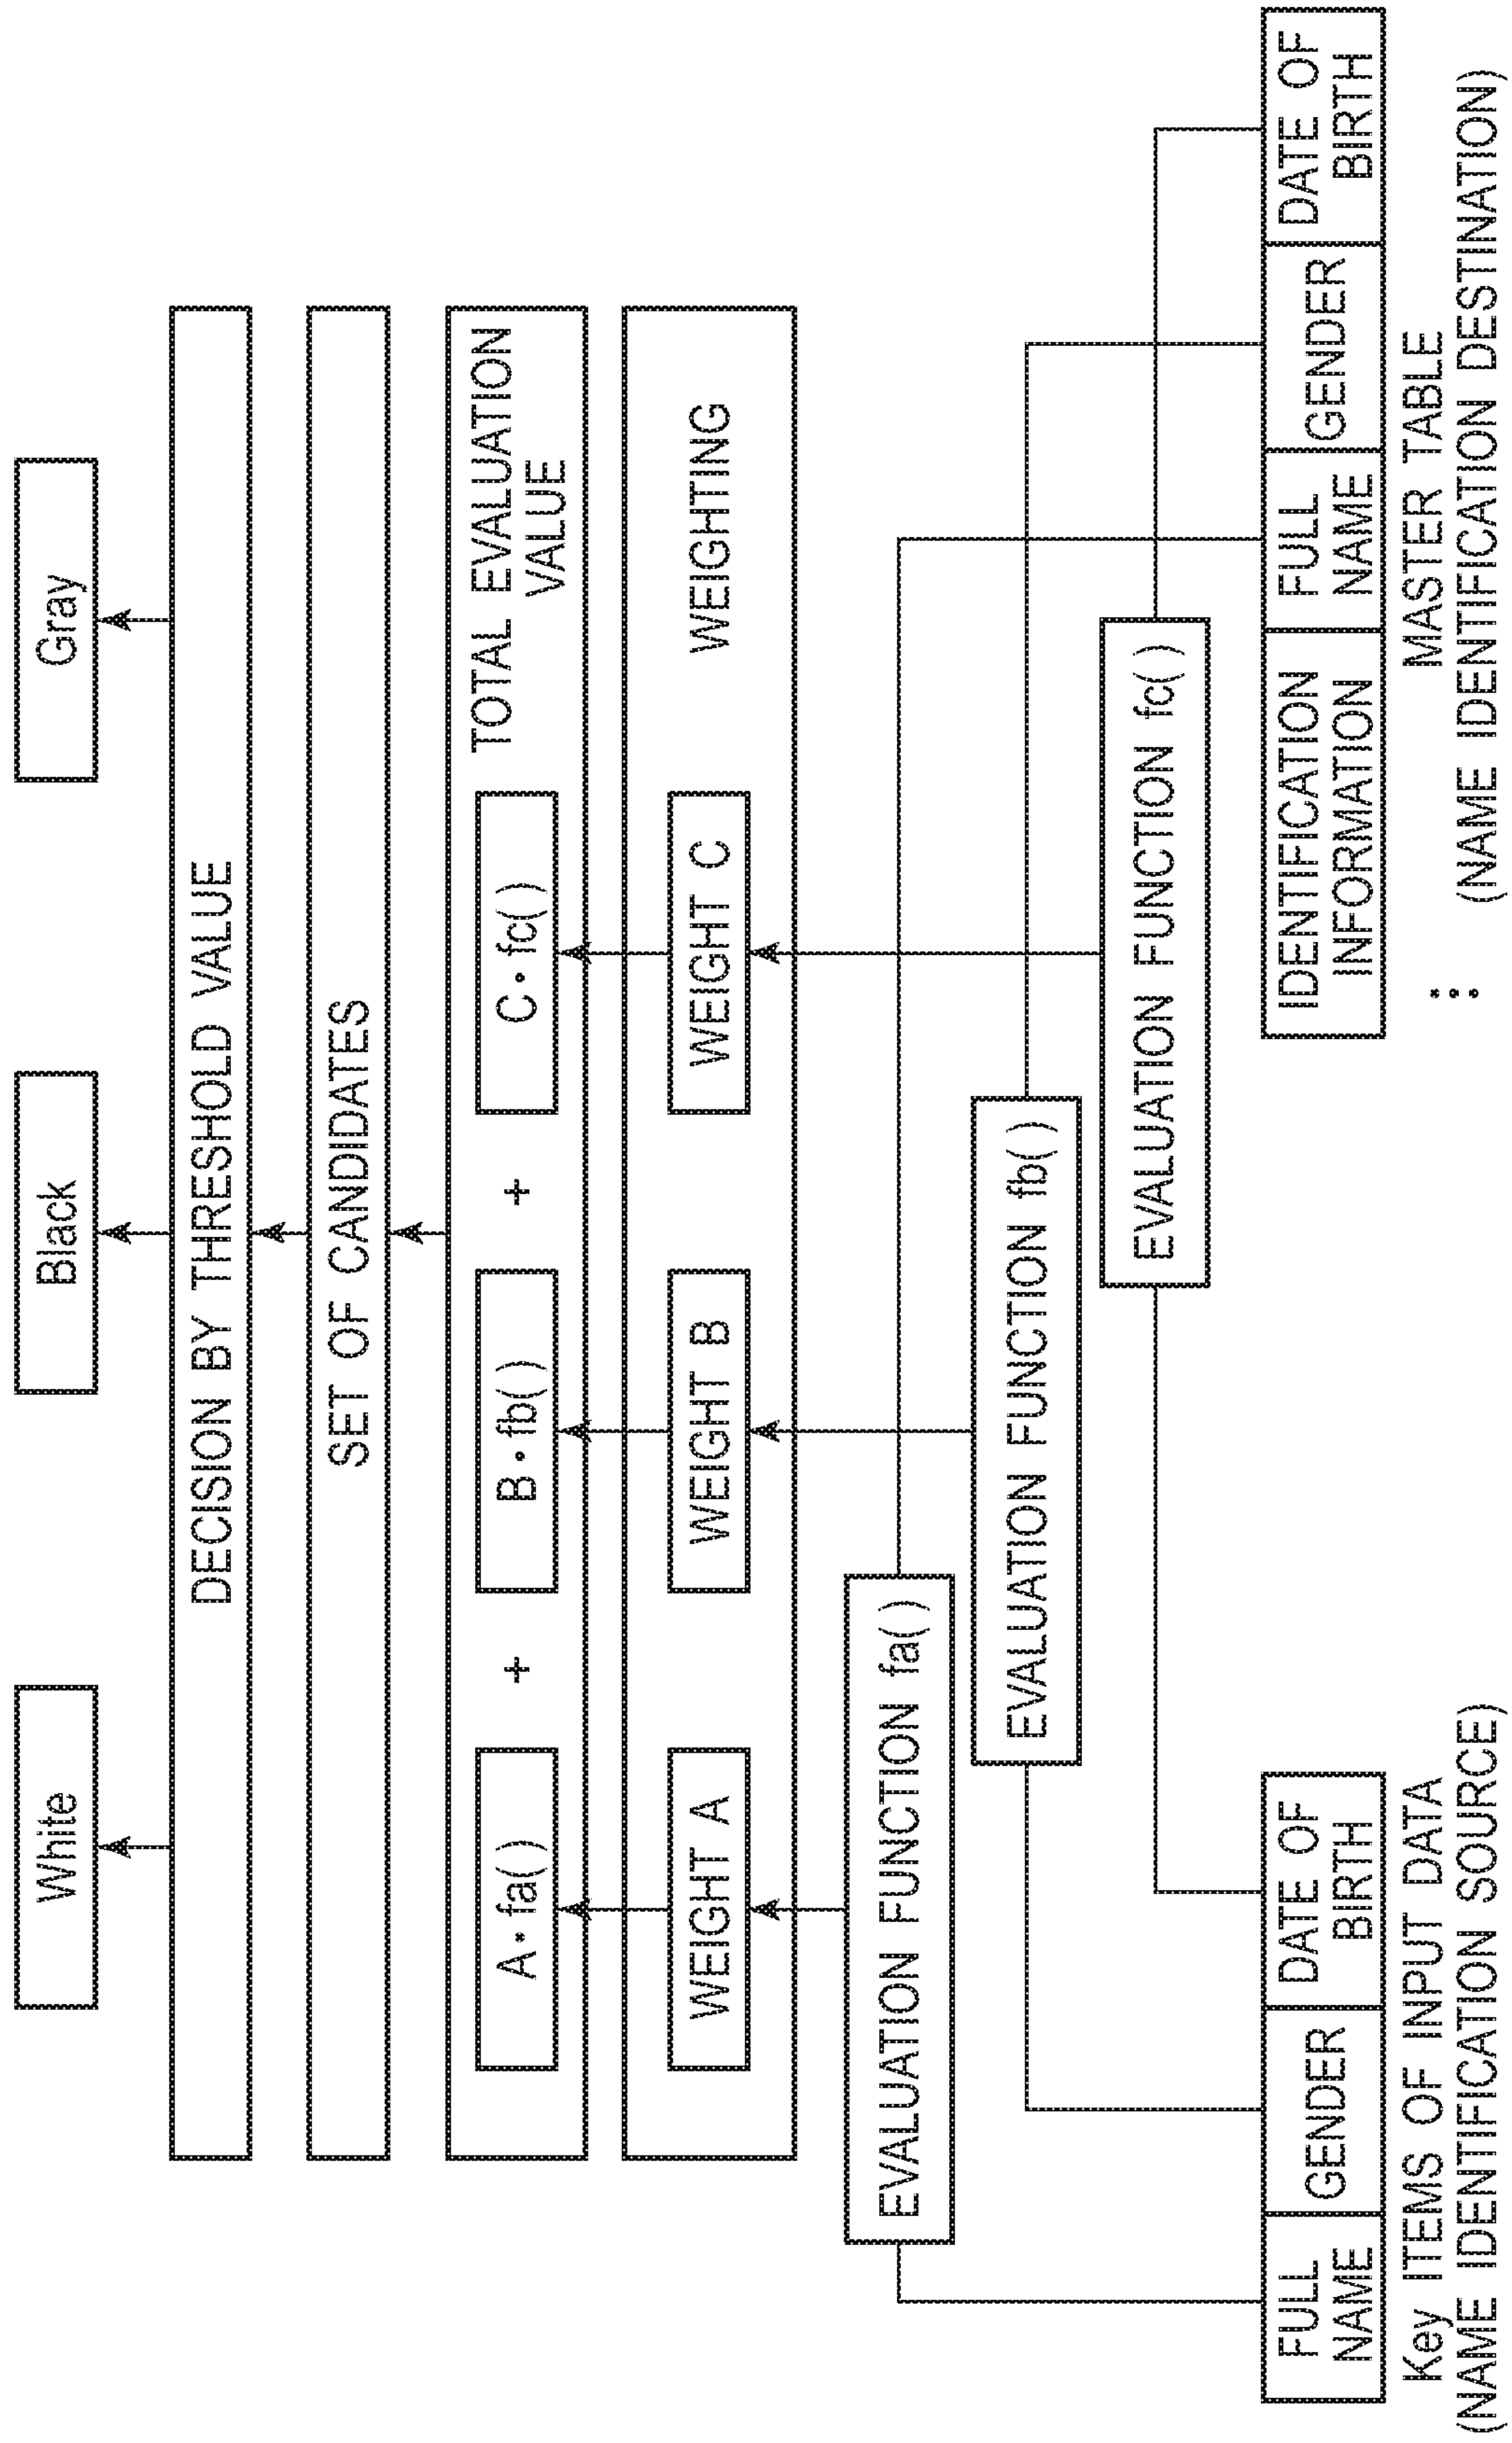 White
Black
Gray
DECISION BY THRESHOLD VALUE
SET OF CANDIDATES
A・fa( )
+
B・fb( )
+
C・fc( )
TOTAL EVALUATION
VALUE
WEIGHT A
WEIGHT B
WEIGHT C
WEIGHTING
EVALUATION FUNCTION fa( )
EVALUATION FUNCTION fb( )
EVALUATION FUNCTION fc( )
FULL
NAME
GENDER
DATE OF
BIRTH
Key ITEMS OF INPUT DATA
(NAME IDENTIFICATION SOURCE)
IDENTIFICATION
INFORMATION
FULL
NAME
GENDER
DATE OF
BIRTH
MASTER TABLE
(NAME IDENTIFICATION DESTINATION)